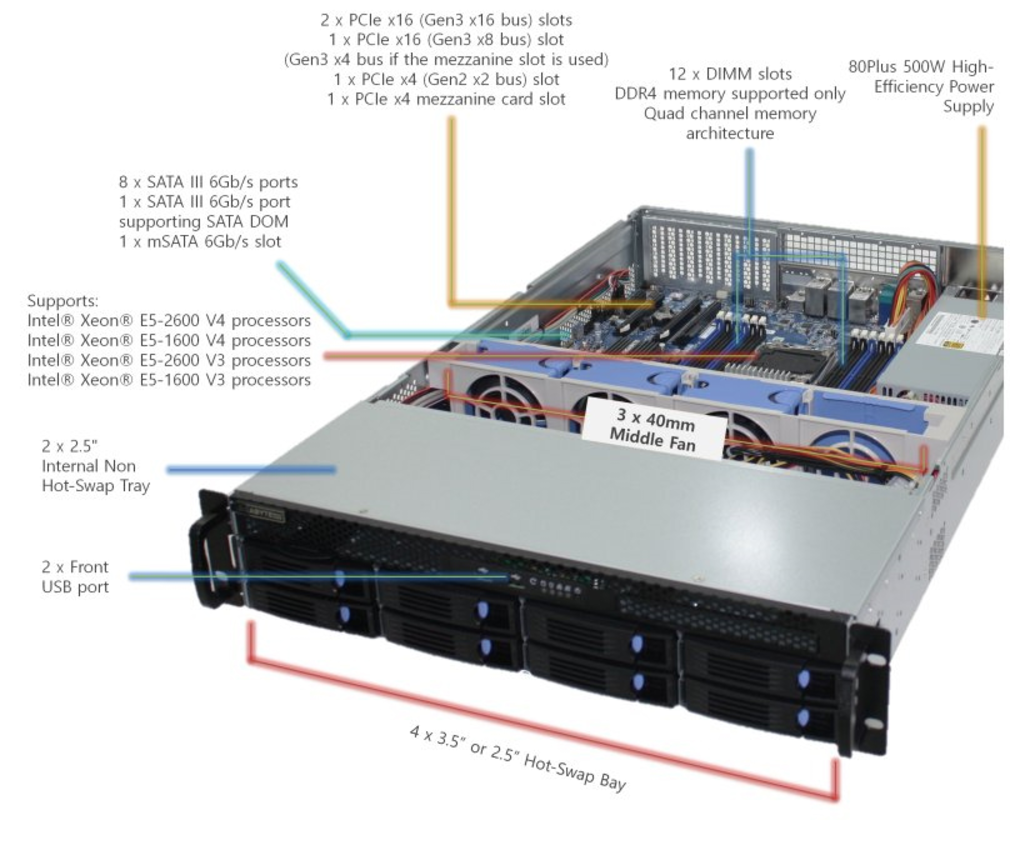 2 x PCIe x16 (Gen3 x16 bus) slots
1 x PCIe x16 (Gen3 x8 bus) slot
(Gen3 x4 bus if the mezzanine slot is used)
1 x PCIe x4 (Gen2 x2 bus) slot
1 x PCIe x4 mezzanine card slot
12 x DIMM slots
DDR4 memory supported only
Quad channel memory
architecture
80Plus 500W High-
Efficiency Power
Supply
8 x SATA III 6Gb/s ports
1 x SATA III 6Gb/s port
supporting SATA DOM
1 x mSATA 6Gb/s slot
Supports:
Intel® Xeon® E5-2600 V4 processors
Intel® Xeon® E5-1600 V4 processors
Intel® Xeon® E5-2600 V3 processors
Intel® Xeon® E5-1600 V3 processors
3 x 40mm
Middle Fan
2 x 2.5"
Internal Non
Hot-Swap Tray
2 x Front
USB port
4 x 3.5" or 2.5" Hot-Swap Bay